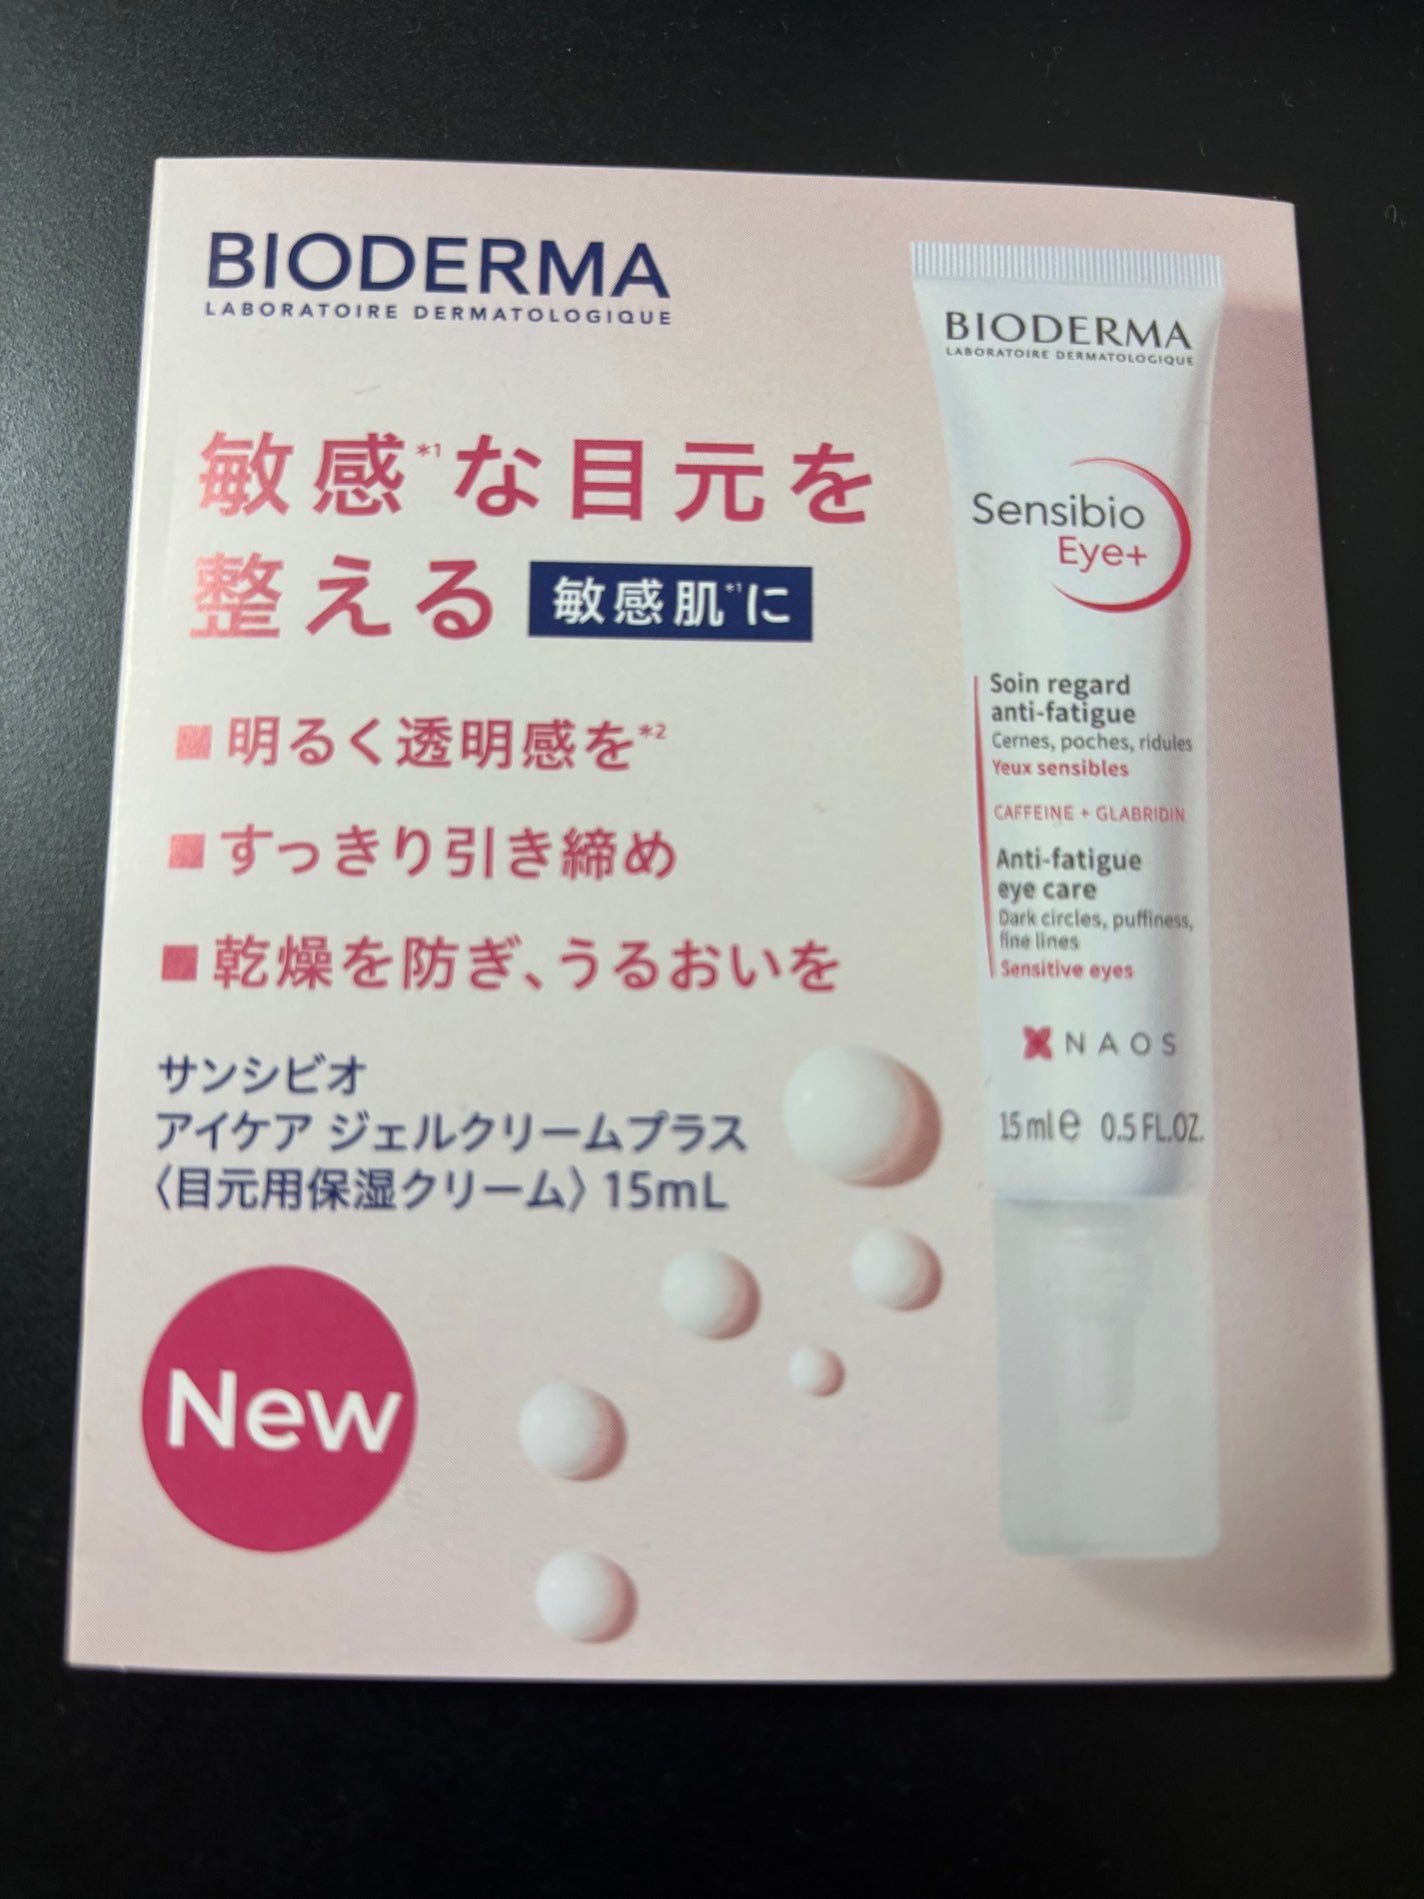 BIODERMA
LABORATOIRE DERMATOLOGIQUE
敏感*1な目元を
整える 敏感肌*1に
■明るく透明感を*2
■すっきり引き締め
■乾燥を防ぎ、うるおいを
サンシビオ
アイケア ジェルクリームプラス
〈目元用保湿クリーム〉15mL
New
BIODERMA
LABORATOIRE DERMATOLOGIQUE
Sensibio
Eye+
Soin regard
anti-fatigue
Cernes, poches, ridules
Yeux sensibles
CAFFEINE + GLABRIDIN
Anti-fatigue
eye care
Dark circles, puffiness,
fine lines
Sensitive eyes
NAOS
15 ml e 0.5 FL.OZ.